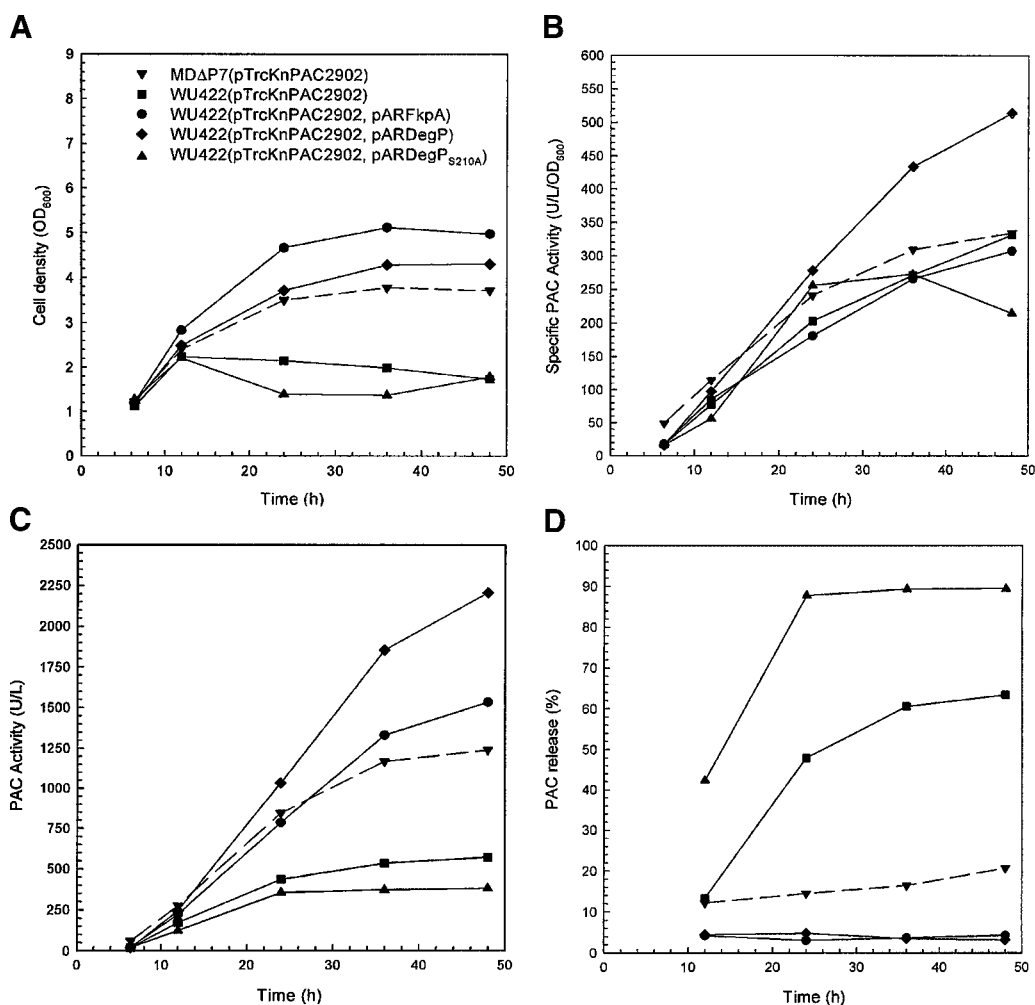 A
Cell density (OD600)
9
8
7
6
5
4
3
2
1
0
MDΔP7(pTrcKnPAC2902)
WU422(pTrcKnPAC2902)
WU422(pTrcKnPAC2902, pARFkpA)
WU422(pTrcKnPAC2902, pARDegP)
WU422(pTrcKnPAC2902, pARDegPS210A)
0 10 20 30 40 50
Time (h)
B
Specific PAC Activity (U/L/OD600)
600
550
500
450
400
350
300
250
200
150
100
50
0
0 10 20 30 40 50
Time (h)
C
PAC Activity (U/L)
2500
2250
2000
1750
1500
1250
1000
750
500
250
0
0 10 20 30 40 50
Time (h)
D
PAC release (%)
100
90
80
70
60
50
40
30
20
10
0
0 10 20 30 40 50
Time (h)